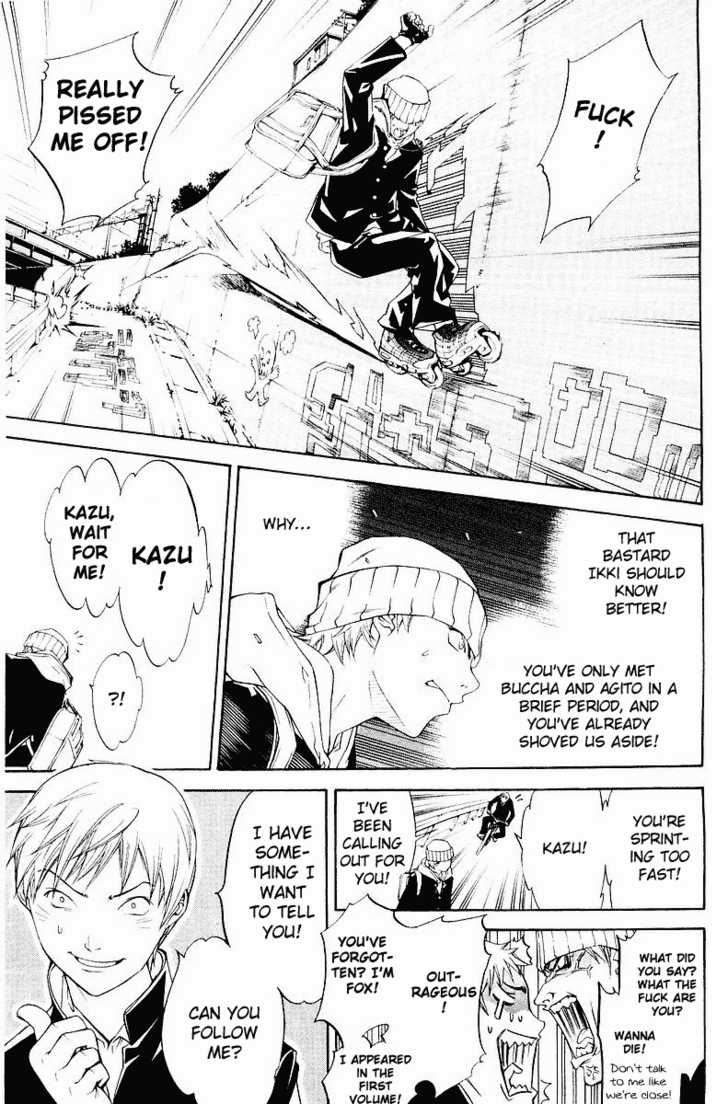 FUCK
!
REALLY
PISSED
ME OFF!
THAT
BASTARD
IKKI SHOULD
KNOW
BETTER!
YOU'VE ONLY MET
BUCCHA AND AGITO IN A
BRIEF PERIOD, AND
YOU'VE ALREADY
SHOVED US ASIDE!
WHY...
KAZU
!
KAZU,
WAIT
FOR
ME!
?!
YOU'RE
SPRINT-
ING TOO
FAST!
KAZU!
I'VE
BEEN
CALLING
OUT FOR
YOU!
WHAT DID
YOU SAY?
WHAT THE
FUCK ARE
YOU?
WANNA
DIE!
Don't talk
to me like
we're close!
OUT-
RAGEOUS
!
YOU'VE
FORGOT-
TEN? I'M
FOX!
I APPEARED
IN THE
FIRST
VOLUME!
I HAVE
SOME-
THING I
WANT
TO TELL
YOU!
CAN YOU
FOLLOW
ME?